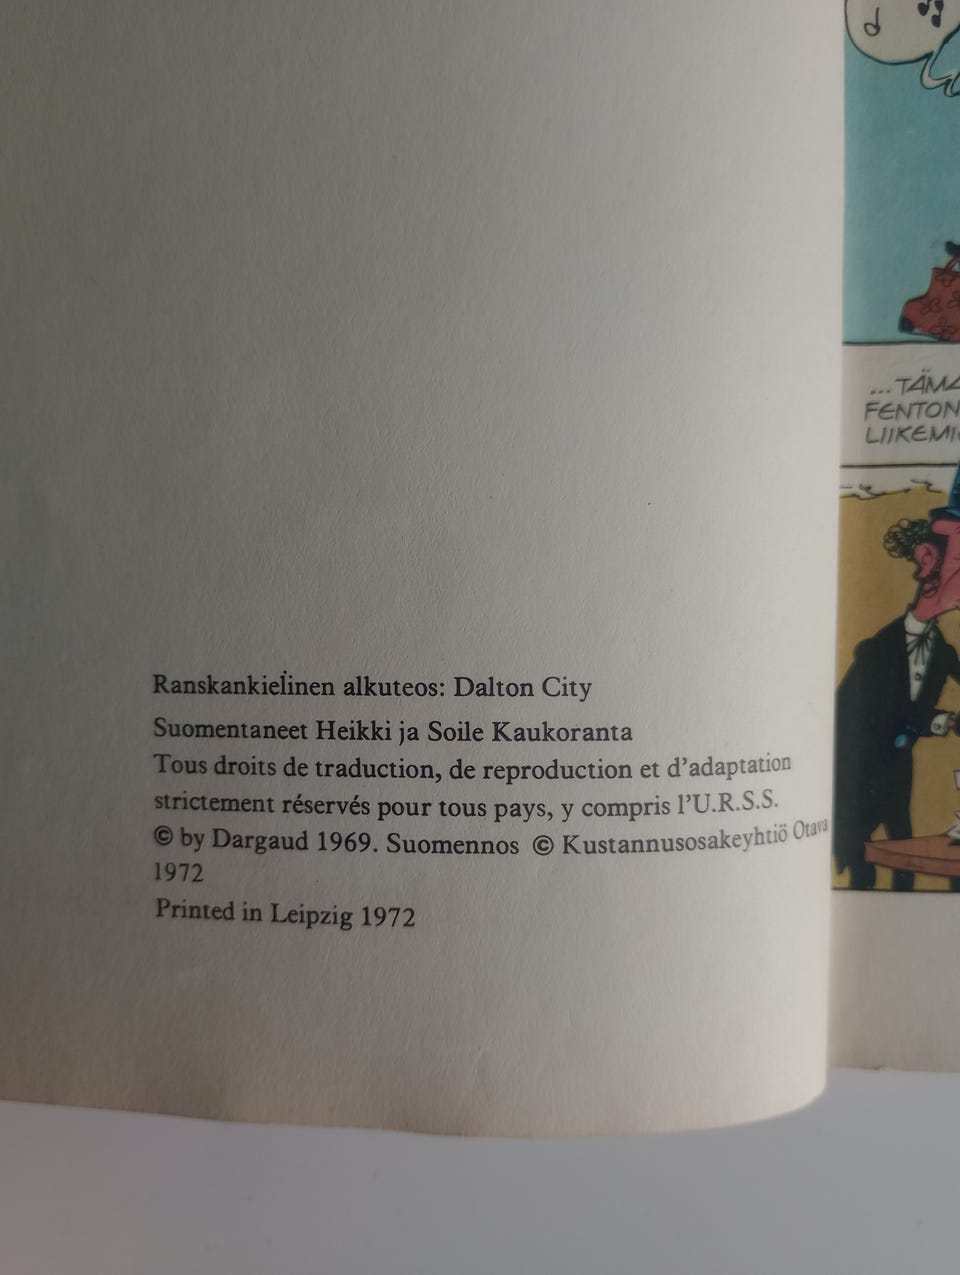 Ranskankielinen alkuteos: Dalton City
Suomentaneet Heikki ja Soile Kaukoranta
Tous droits de traduction, de reproduction et d'adaptation
strictement réservés pour tous pays, y compris l'U.R.S.S.
© by Dargaud 1969. Suomennos © Kustannusosakeyhtiö Otava
1972
Printed in Leipzig 1972
...TÄMÄ
FENTON
LIIKEMI